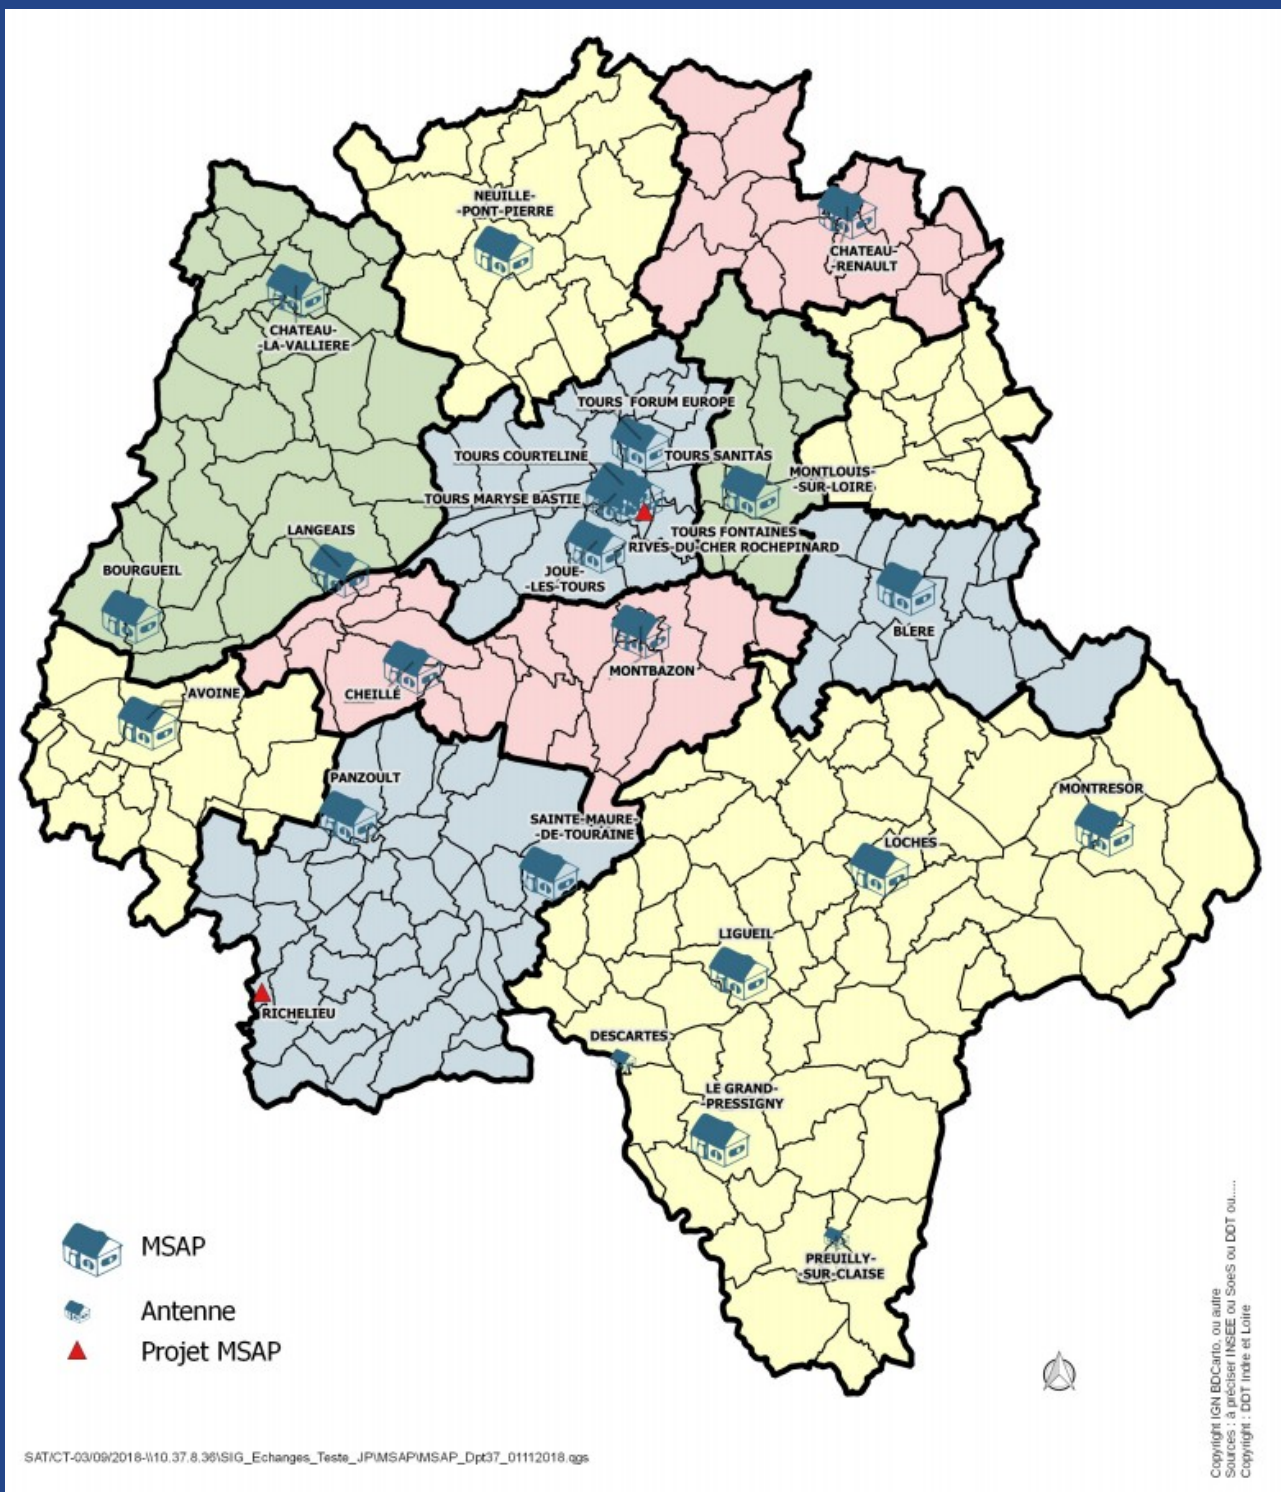 NEUILLE-
-PONT-PIERRE
CHATEAU-
-RENAULT
CHATEAU-
-LA-VALLIERE
TOURS FORUM EUROPE
TOURS COURTELINE
TOURS SANITAS
MONTLOUIS-
-SUR-LOIRE
TOURS MARYSE BASTIE
LANGEAIS
TOURS FONTAINES
RIVES-DU-CHER ROCHEPINARD
BOURGUEIL
JOUE-
-LES-TOURS
BLERE
MONTBAZON
AVOINE
CHEILLÉ
PANZOULT
MONTRESOR
SAINTE-MAURE-
-DE-TOURAINE
LOCHES
LIGUEIL
RICHELIEU
DESCARTES
LE GRAND-
-PRESSIGNY
PREUILLY-
-SUR-CLAISE
MSAP
Antenne
Projet MSAP
SAT/CT-03/09/2018-\\10.37.8.36\SIG_Echanges_Teste_JP\MSAP\MSAP_Dpt37_01112018.qgs
Copyright IGN BDCarto, ou autre
Sources : à préciser INSEE ou SoeS ou DDT ou.....
Copyright : DDT Indre et Loire